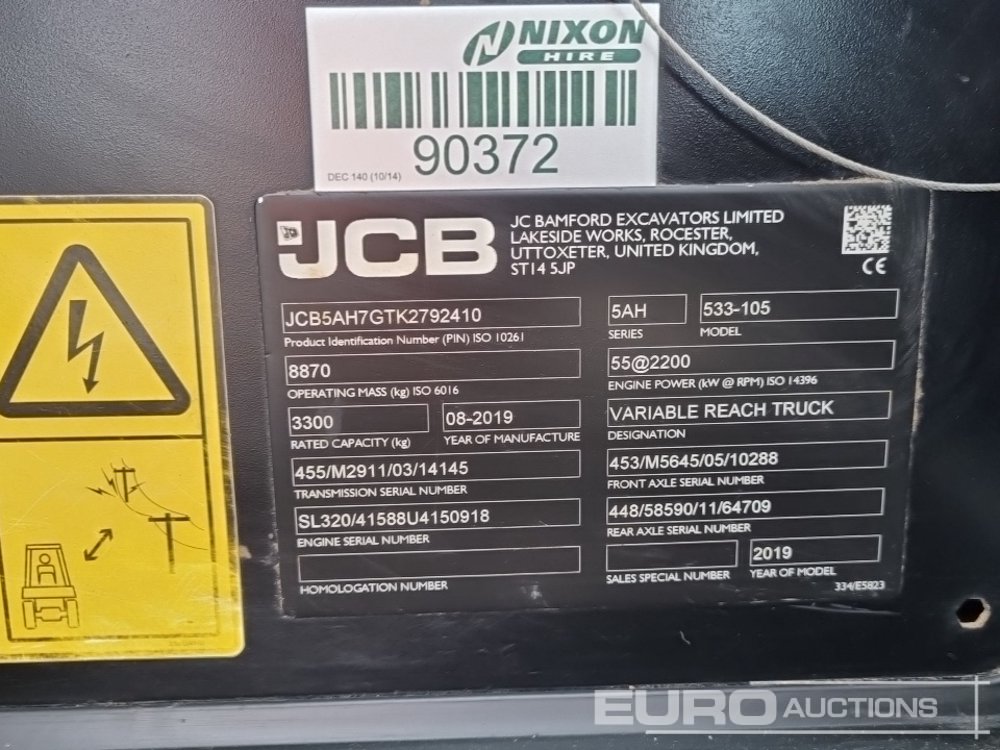 NIXON
HIRE
90372
DEC 140 (10/14)
JCB
JC BAMFORD EXCAVATORS LIMITED
LAKESIDE WORKS, ROCESTER,
UTTOXETER, UNITED KINGDOM,
ST14 5JP
CE
JCB5AH7GTK2792410
Product Identification Number (PIN) ISO 10261
5AH
SERIES
533-105
MODEL
8870
OPERATING MASS (kg) ISO 6016
55@2200
ENGINE POWER (kW @ RPM) ISO 14396
3300
RATED CAPACITY (kg)
08-2019
YEAR OF MANUFACTURE
VARIABLE REACH TRUCK
DESIGNATION
455/M2911/03/14145
TRANSMISSION SERIAL NUMBER
453/M5645/05/10288
FRONT AXLE SERIAL NUMBER
SL320/41588U4150918
ENGINE SERIAL NUMBER
448/58590/11/64709
REAR AXLE SERIAL NUMBER
HOMOLOGATION NUMBER
SALES SPECIAL NUMBER
2019
YEAR OF MODEL
334/E5823
EURO AUCTIONS